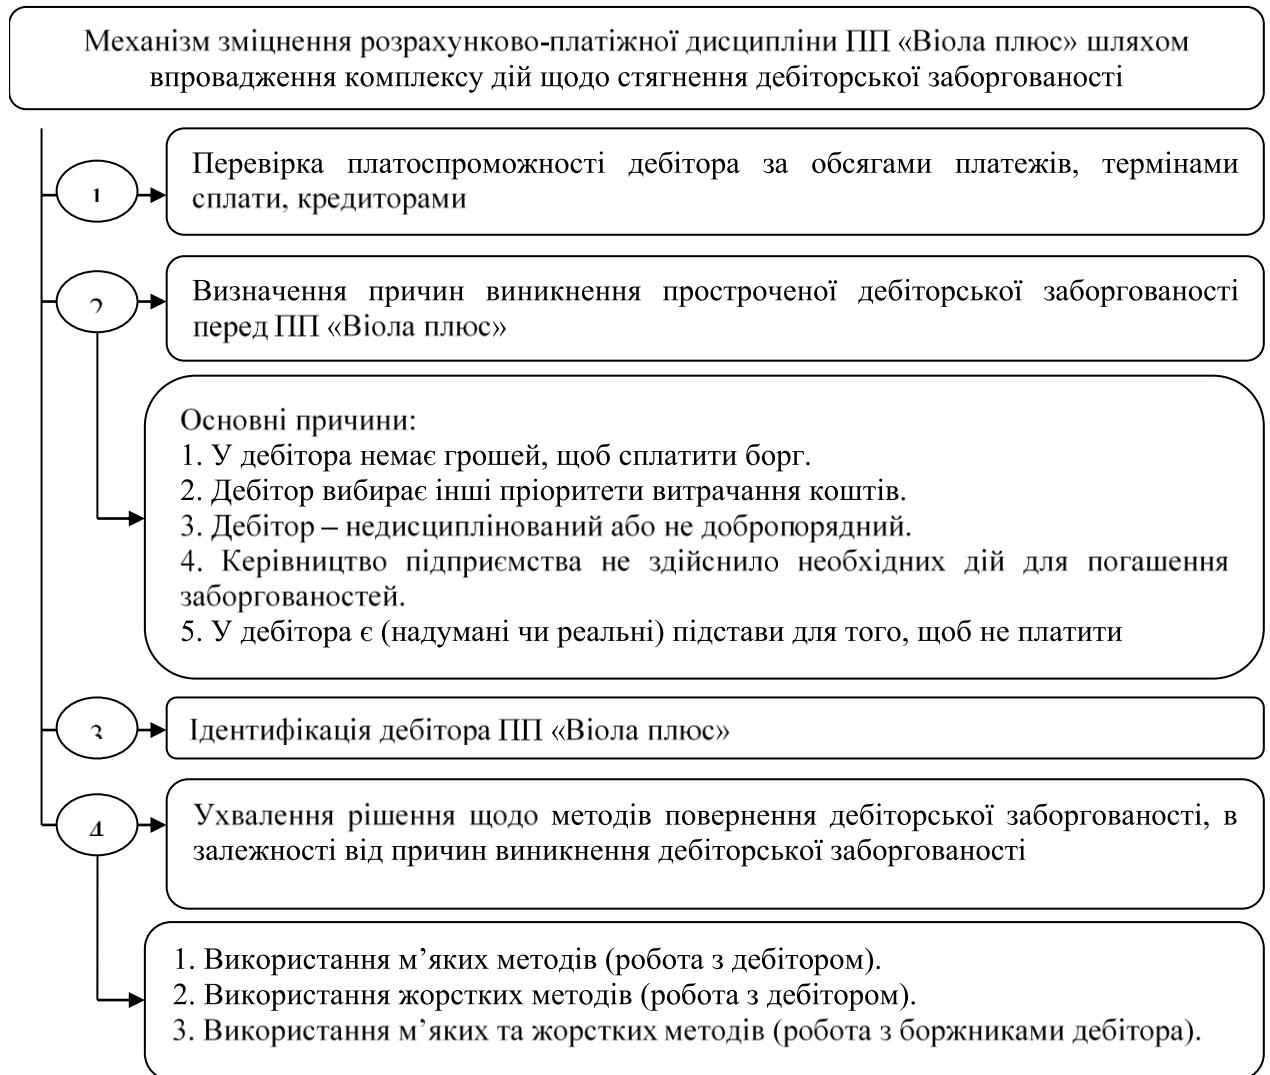 Механізм зміцнення розрахунково-платіжної дисципліни ПП «Віола плюс» шляхом
впровадження комплексу дій щодо стягнення дебіторської заборгованості
1
Перевірка платоспроможності дебітора за обсягами платежів, термінами
сплати, кредиторами
2
Визначення причин виникнення простроченої дебіторської заборгованості
перед ПП «Віола плюс»
Основні причини:
1. У дебітора немає грошей, щоб сплатити борг.
2. Дебітор вибирає інші пріоритети витрачання коштів.
3. Дебітор – недисциплінований або не добропорядний.
4. Керівництво підприємства не здійснило необхідних дій для погашення
заборгованостей.
5. У дебітора є (надумані чи реальні) підстави для того, щоб не платити
3
Ідентифікація дебітора ПП «Віола плюс»
4
Ухвалення рішення щодо методів повернення дебіторської заборгованості, в
залежності від причин виникнення дебіторської заборгованості
1. Використання м’яких методів (робота з дебітором).
2. Використання жорстких методів (робота з дебітором).
3. Використання м’яких та жорстких методів (робота з боржниками дебітора).